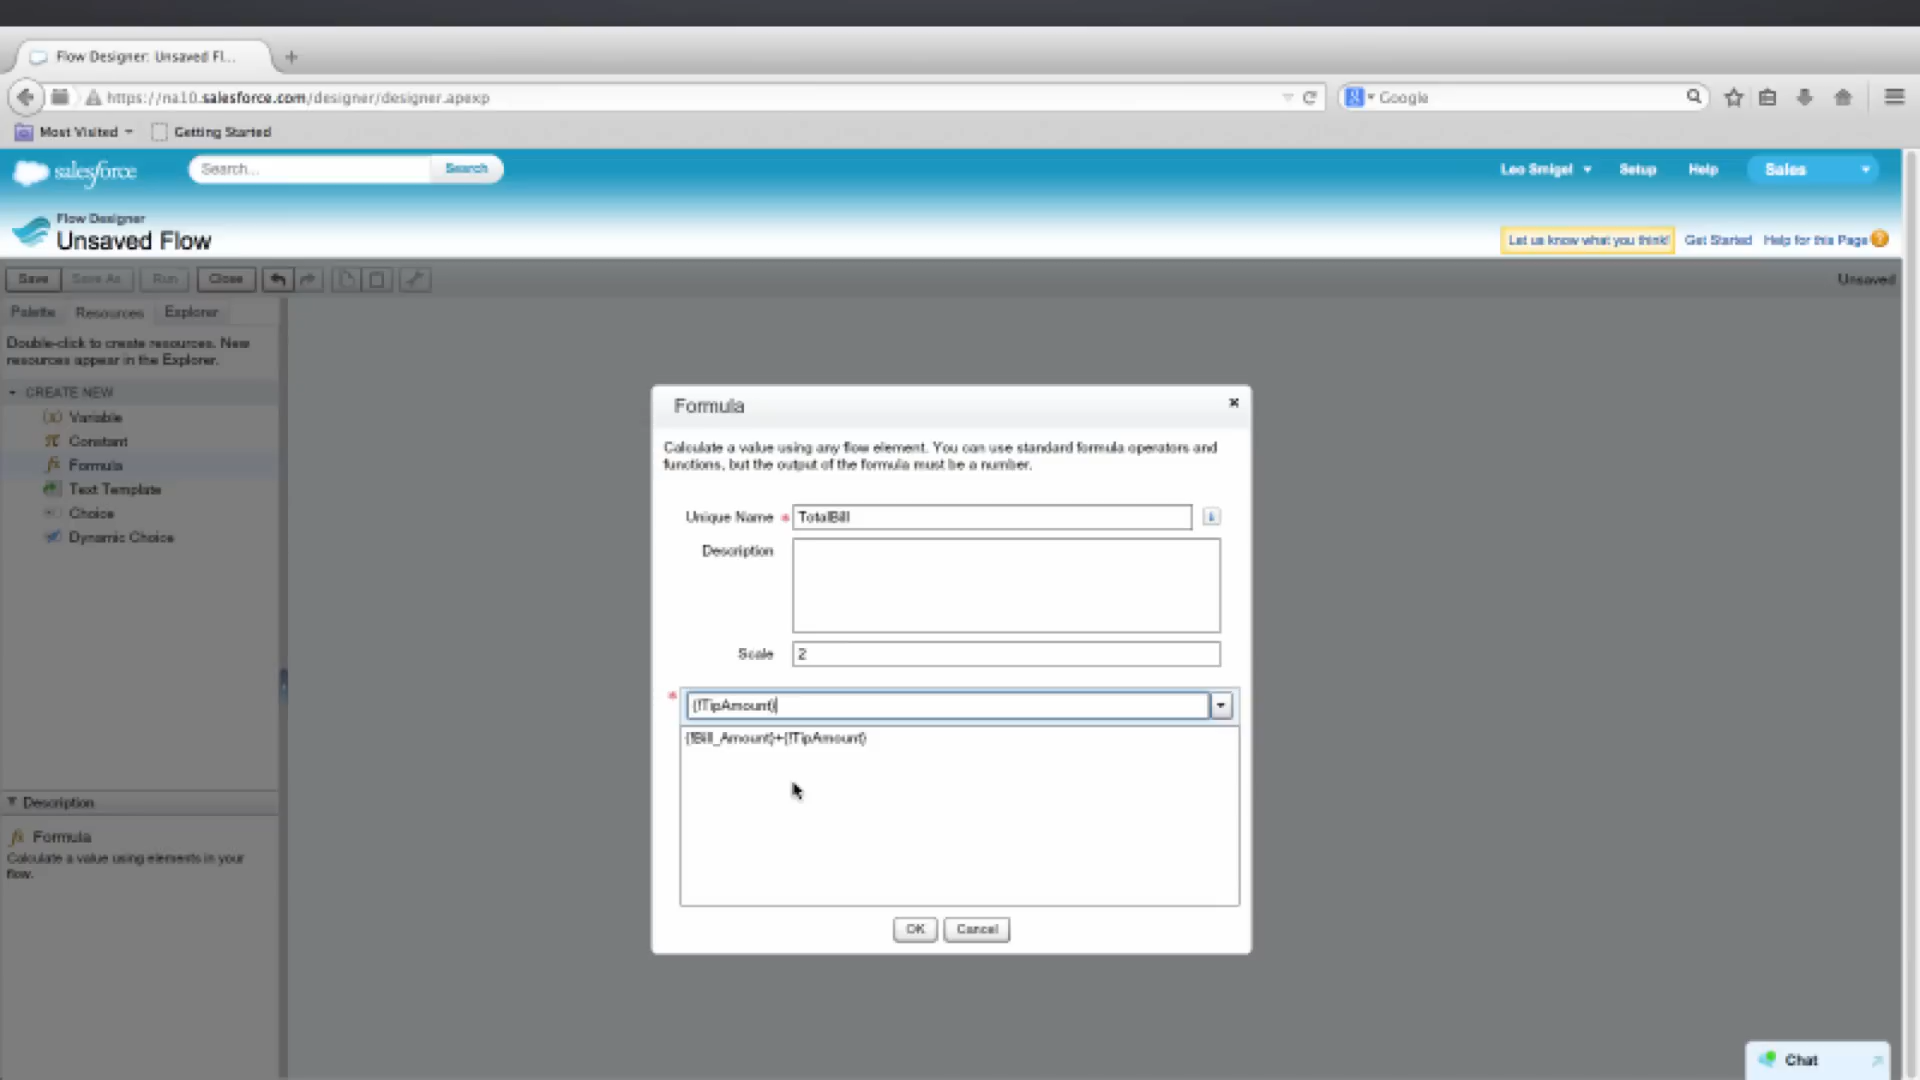 Flow Designer: Unsaved Fl...
https://na10.salesforce.com/designer/designer.apexp
Google
Most Visited
Getting Started
salesforce
Search...
Search
Leo Smigel
Setup
Help
Sales
Flow Designer
Unsaved Flow
Let us know what you think!
Get Started
Help for this Page
Save
Save As
Run
Close
Unsaved
Palette
Resources
Explorer
Double-click to create resources. New
resources appear in the Explorer.
CREATE NEW
Variable
Constant
Formula
Text Template
Choice
Dynamic Choice
Description
Formula
Calculate a value using elements in your
flow.
Formula
Calculate a value using any flow element. You can use standard formula operators and
functions, but the output of the formula must be a number.
Unique Name * TotalBill
Description
Scale 2
* {!TipAmount}
{!Bill_Amount}+{!TipAmount}
OK
Cancel
Chat